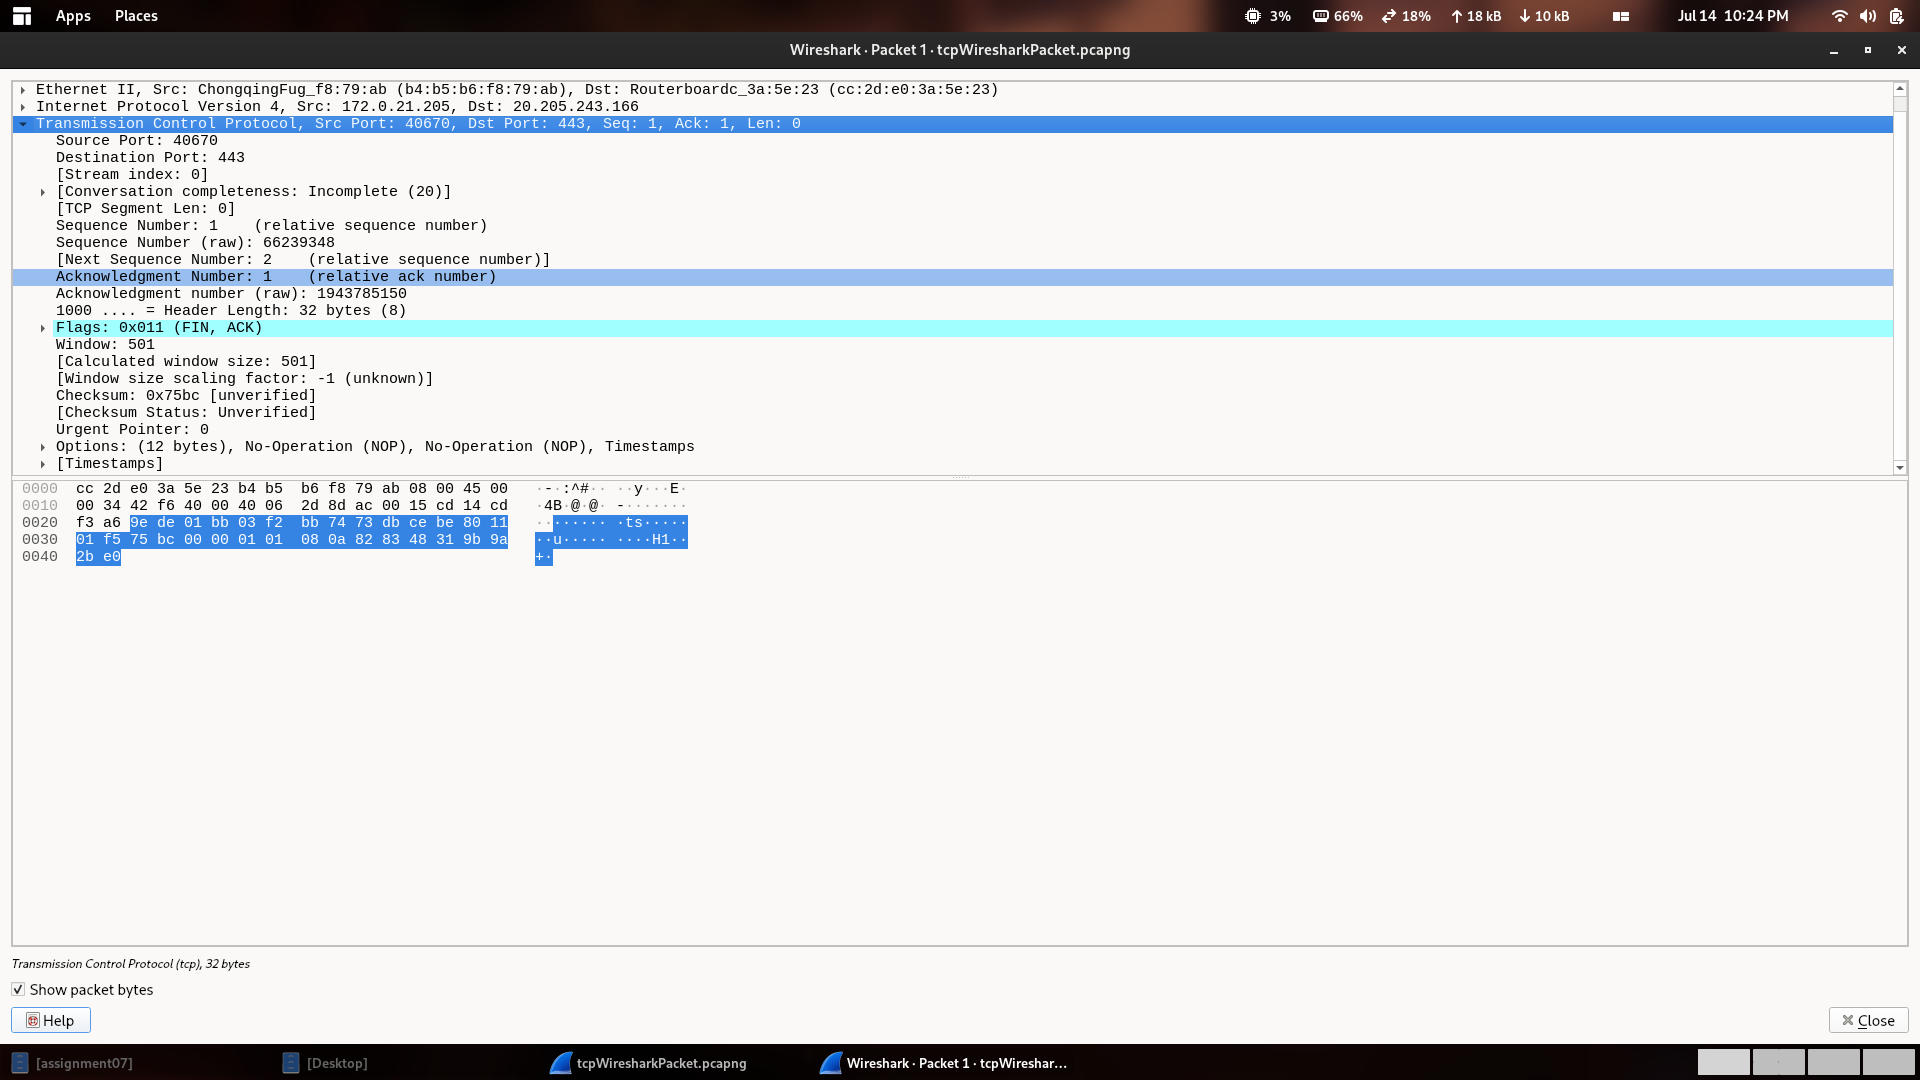 Apps Places 3% 66% 18% 18 kB 10 kB Jul 14 10:24 PM
Wireshark · Packet 1 · tcpWiresharkPacket.pcapng
Ethernet II, Src: ChongqingFug_f8:79:ab (b4:b5:b6:f8:79:ab), Dst: Routerboardc_3a:5e:23 (cc:2d:e0:3a:5e:23)
Internet Protocol Version 4, Src: 172.0.21.205, Dst: 20.205.243.166
Transmission Control Protocol, Src Port: 40670, Dst Port: 443, Seq: 1, Ack: 1, Len: 0
Source Port: 40670
Destination Port: 443
[Stream index: 0]
[Conversation completeness: Incomplete (20)]
[TCP Segment Len: 0]
Sequence Number: 1    (relative sequence number)
Sequence Number (raw): 66239348
[Next Sequence Number: 2    (relative sequence number)]
Acknowledgment Number: 1    (relative ack number)
Acknowledgment number (raw): 1943785150
1000 .... = Header Length: 32 bytes (8)
Flags: 0x011 (FIN, ACK)
Window: 501
[Calculated window size: 501]
[Window size scaling factor: -1 (unknown)]
Checksum: 0x75bc [unverified]
[Checksum Status: Unverified]
Urgent Pointer: 0
Options: (12 bytes), No-Operation (NOP), No-Operation (NOP), Timestamps
[Timestamps]
0000  cc 2d e0 3a 5e 23 b4 b5  b6 f8 79 ab 08 00 45 00   ·-·:^#·· ··y···E·
0010  00 34 42 f6 40 00 40 06  2d 8d ac 00 15 cd 14 cd   ·4B·@·@· -·······
0020  f3 a6 9e de 01 bb 03 f2  bb 74 73 db ce be 80 11   ········ ·ts·····
0030  01 f5 75 bc 00 00 01 01  08 0a 82 83 48 31 9b 9a   ··u····· ····H1··
0040  2b e0   +·
Transmission Control Protocol (tcp), 32 bytes
Show packet bytes
Help Close
[assignment07] [Desktop] tcpWiresharkPacket.pcapng Wireshark · Packet 1 · tcpWireshar...